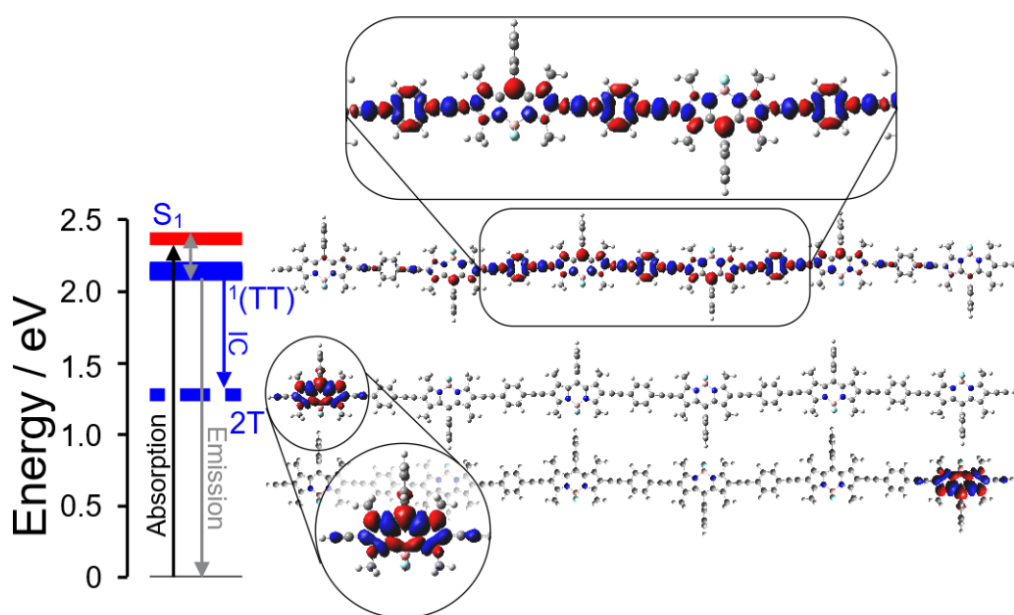 2.5
2.0
1.5
1.0
0.5
0
Energy / eV
S₁
¹(TT)
IC
2T
Absorption
Emission